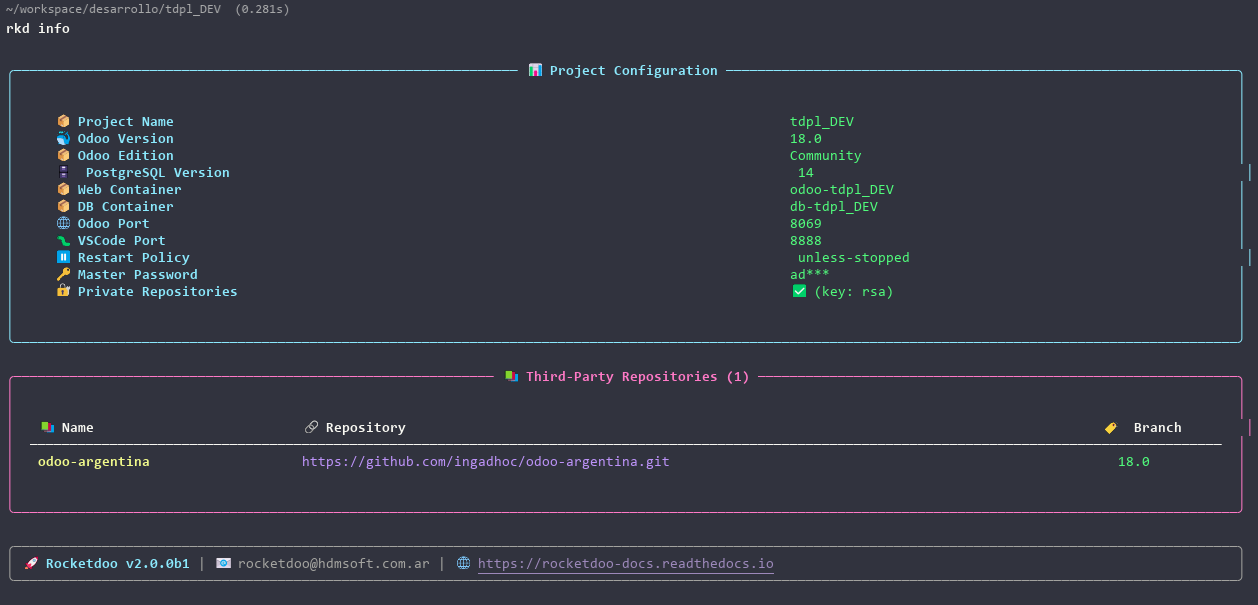 ~/workspace/desarrollo/tdpl_DEV (0.281s)
rkd info
Project Configuration
Project Name tdpl_DEV
Odoo Version 18.0
Odoo Edition Community
PostgreSQL Version 14
Web Container odoo-tdpl_DEV
DB Container db-tdpl_DEV
Odoo Port 8069
VSCode Port 8888
Restart Policy unless-stopped
Master Password ad***
Private Repositories ✅ (key: rsa)
Third-Party Repositories (1)
Name Repository Branch
odoo-argentina https://github.com/ingadhoc/odoo-argentina.git 18.0
Rocketdoo v2.0.0b1 | rocketdoo@hdmsoft.com.ar | https://rocketdoo-docs.readthedocs.io